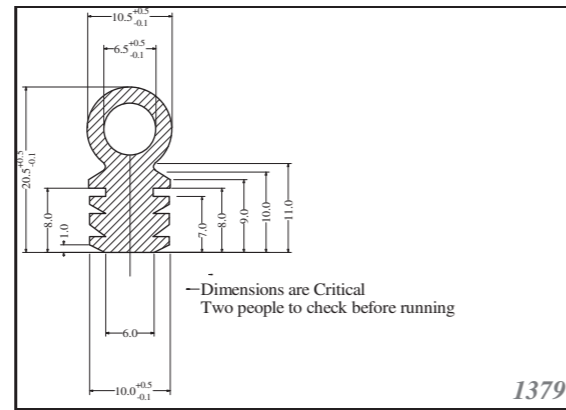 10.5 +0.5 -0.1
6.5 +0.5 -0.1
20.5 +0.5 -0.1
8.0
1.0
7.0
8.0
9.0
10.0
11.0
Dimensions are Critical
Two people to check before running
6.0
10.0 +0.5 -0.1
1379